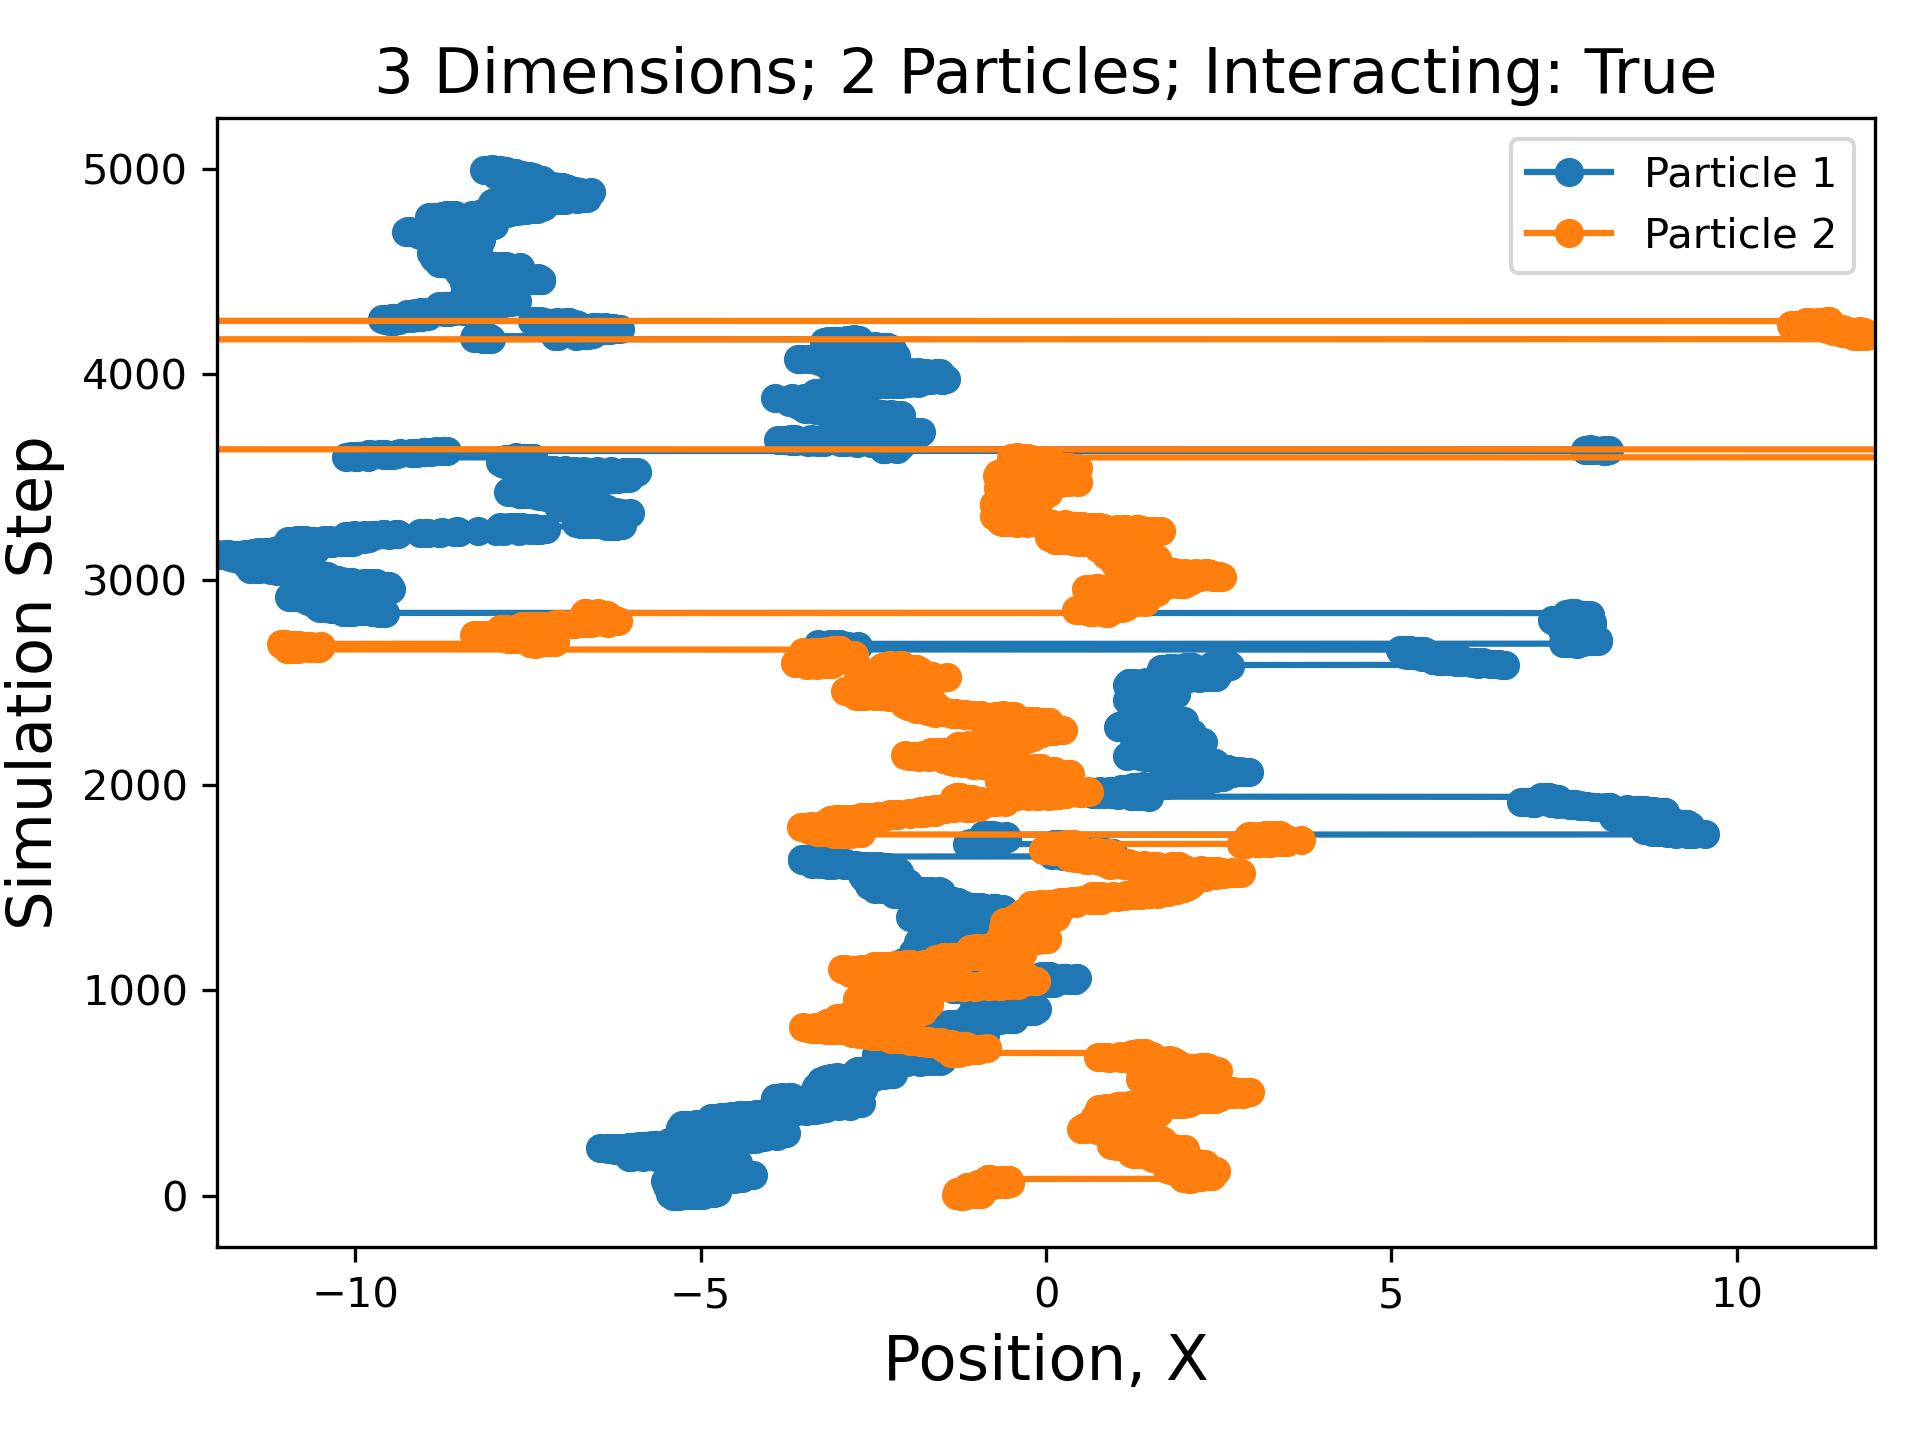 3 Dimensions; 2 Particles; Interacting: True
Particle 1
Particle 2
5000
4000
3000
2000
1000
0
Simulation Step
−10
−5
0
5
10
Position, X